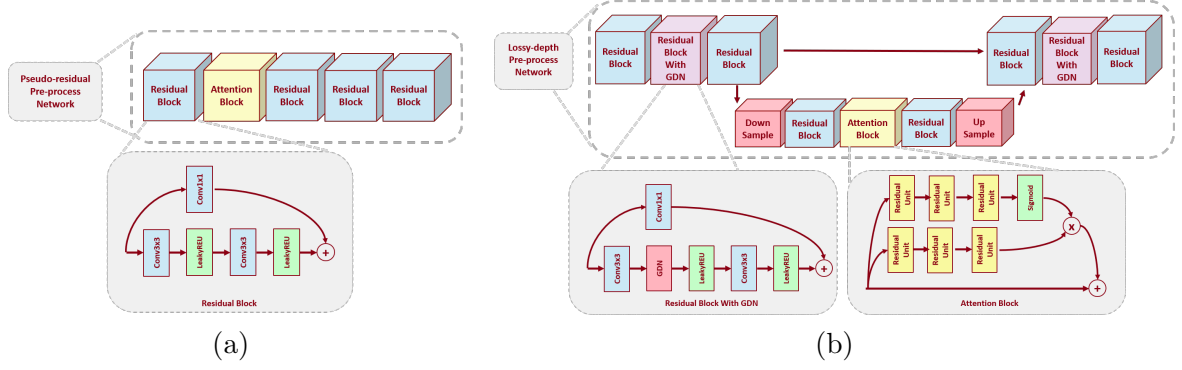 Pseudo-residual
Pre-process
Network
Residual
Block
Attention
Block
Residual
Block
Residual
Block
Residual
Block
Conv1x1
Conv3x3
LeakyREU
Conv3x3
LeakyREU
+
Residual Block
(a)
Lossy-depth
Pre-process
Network
Residual
Block
Residual
Block
With
GDN
Residual
Block
Residual
Block
Residual
Block
With
GDN
Residual
Block
Down
Sample
Residual
Block
Attention
Block
Residual
Block
Up
Sample
Conv1x1
Conv3x3
GDN
LeakyREU
Conv3x3
LeakyREU
+
Residual Block With GDN
Residual
Unit
Residual
Unit
Residual
Unit
Sigmoid
X
Residual
Unit
Residual
Unit
Residual
Unit
+
Attention Block
(b)